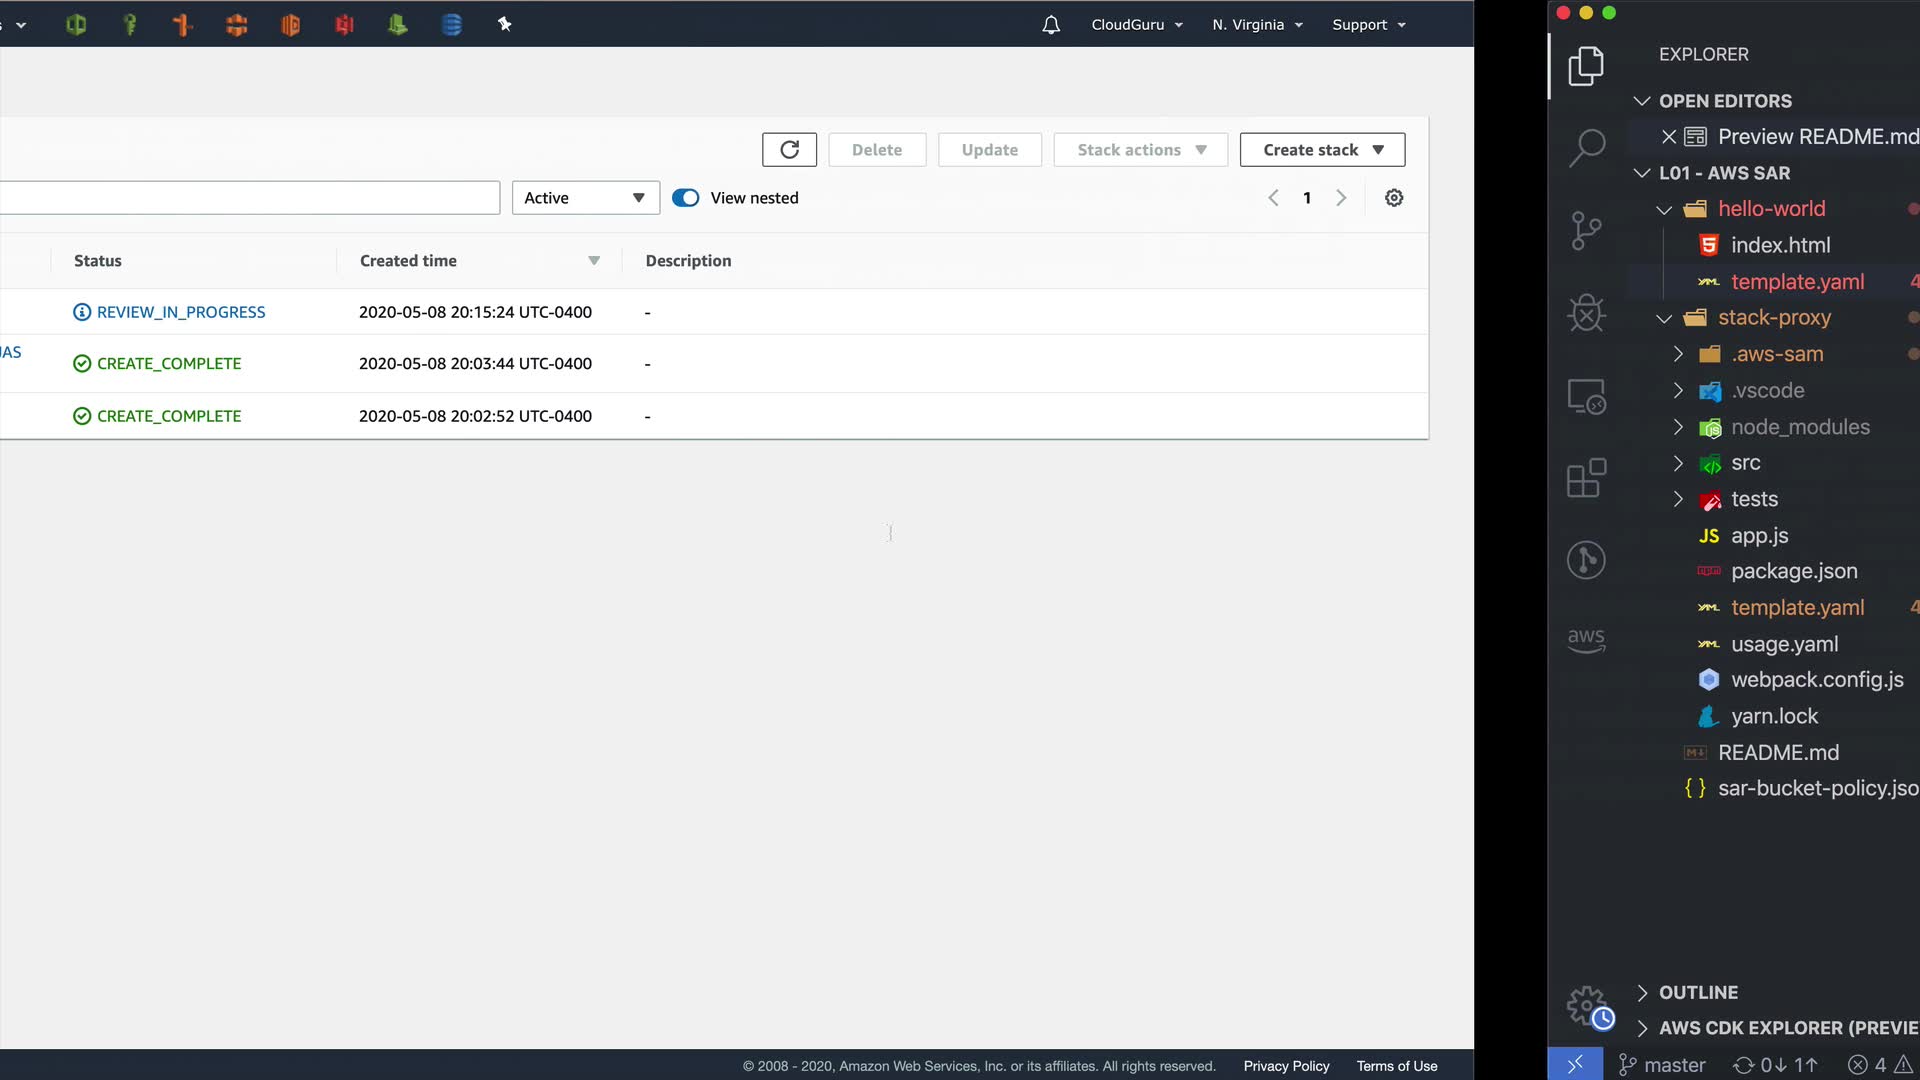 s
CloudGuru
N. Virginia
Support
Delete
Update
Stack actions
Create stack
Active
View nested
1
Status
Created time
Description
REVIEW_IN_PROGRESS
2020-05-08 20:15:24 UTC-0400
-
JAS
CREATE_COMPLETE
2020-05-08 20:03:44 UTC-0400
-
CREATE_COMPLETE
2020-05-08 20:02:52 UTC-0400
-
© 2008 - 2020, Amazon Web Services, Inc. or its affiliates. All rights reserved.
Privacy Policy
Terms of Use
EXPLORER
OPEN EDITORS
Preview README.md
L01 - AWS SAR
hello-world
index.html
template.yaml 4
stack-proxy
.aws-sam
.vscode
node_modules
src
tests
JS app.js
package.json
template.yaml 4
usage.yaml
webpack.config.js
yarn.lock
README.md
{ } sar-bucket-policy.jso
aws
OUTLINE
AWS CDK EXPLORER (PREVIE
master 0↓ 1↑ 4